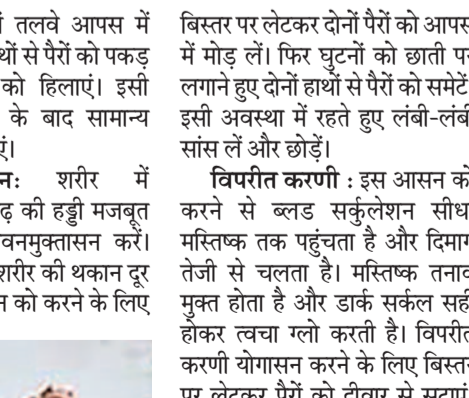 तलवे आपस में
से पैरों को पकड़
को हिलाएं। इसी
के बाद सामान्य
शरीर में
की हड्डी मजबूत
करें।
शरीर की थकान दूर
को करने के लिए
बिस्तर पर लेटकर दोनों पैरों को आपस
में मोड़ लें। फिर घुटनों को छाती पर
लगाने हुए दोनों हाथों से पैरों को समेटें
इसी अवस्था में रहते हुए लंबी-लंबी
सांस लें और छोड़ें।
विपरीत करणी : इस आसन को
करने से ब्लड सर्कुलेशन सीधा
मस्तिष्क तक पहुंचता है और दिमाग
तेजी से चलता है। मस्तिष्क तनाव
मुक्त होता है और डार्क सर्कल सही
होकर त्वचा ग्लो करती है। विपरीत
करणी योगासन करने के लिए बिस्तर
पर लेटकर पैरों को दीवार से सटाएं